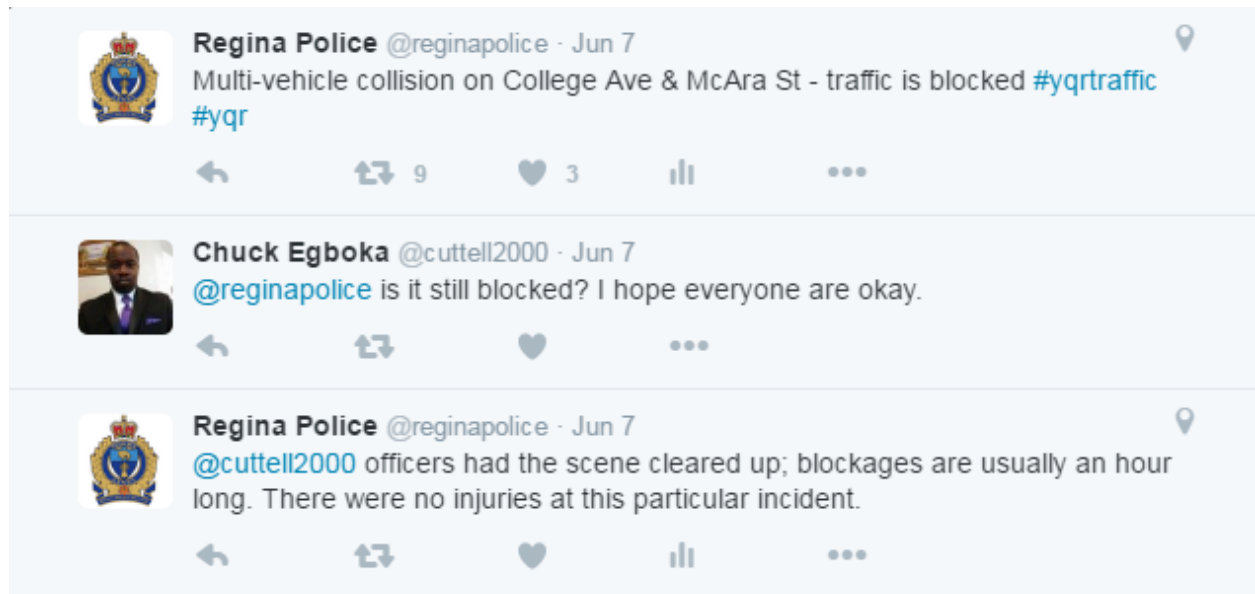 Regina Police @reginapolice · Jun 7
Multi-vehicle collision on College Ave & McAra St - traffic is blocked #yqrtraffic
#yqr
9 3
Chuck Egboka @cuttell2000 · Jun 7
@reginapolice is it still blocked? I hope everyone are okay.
Regina Police @reginapolice · Jun 7
@cuttell2000 officers had the scene cleared up; blockages are usually an hour
long. There were no injuries at this particular incident.